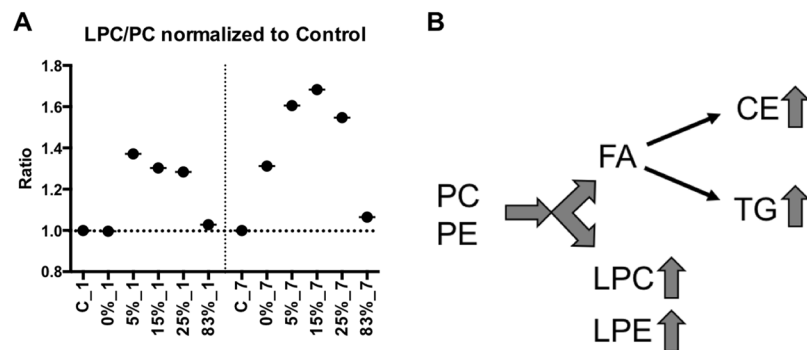 A
LPC/PC normalized to Control
Ratio
1.8
1.6
1.4
1.2
1.0
0.8
C_1
0%_1
5%_1
15%_1
25%_1
83%_1
C_7
0%_7
5%_7
15%_7
25%_7
83%_7
B
PC
PE
FA
CE
TG
LPC
LPE